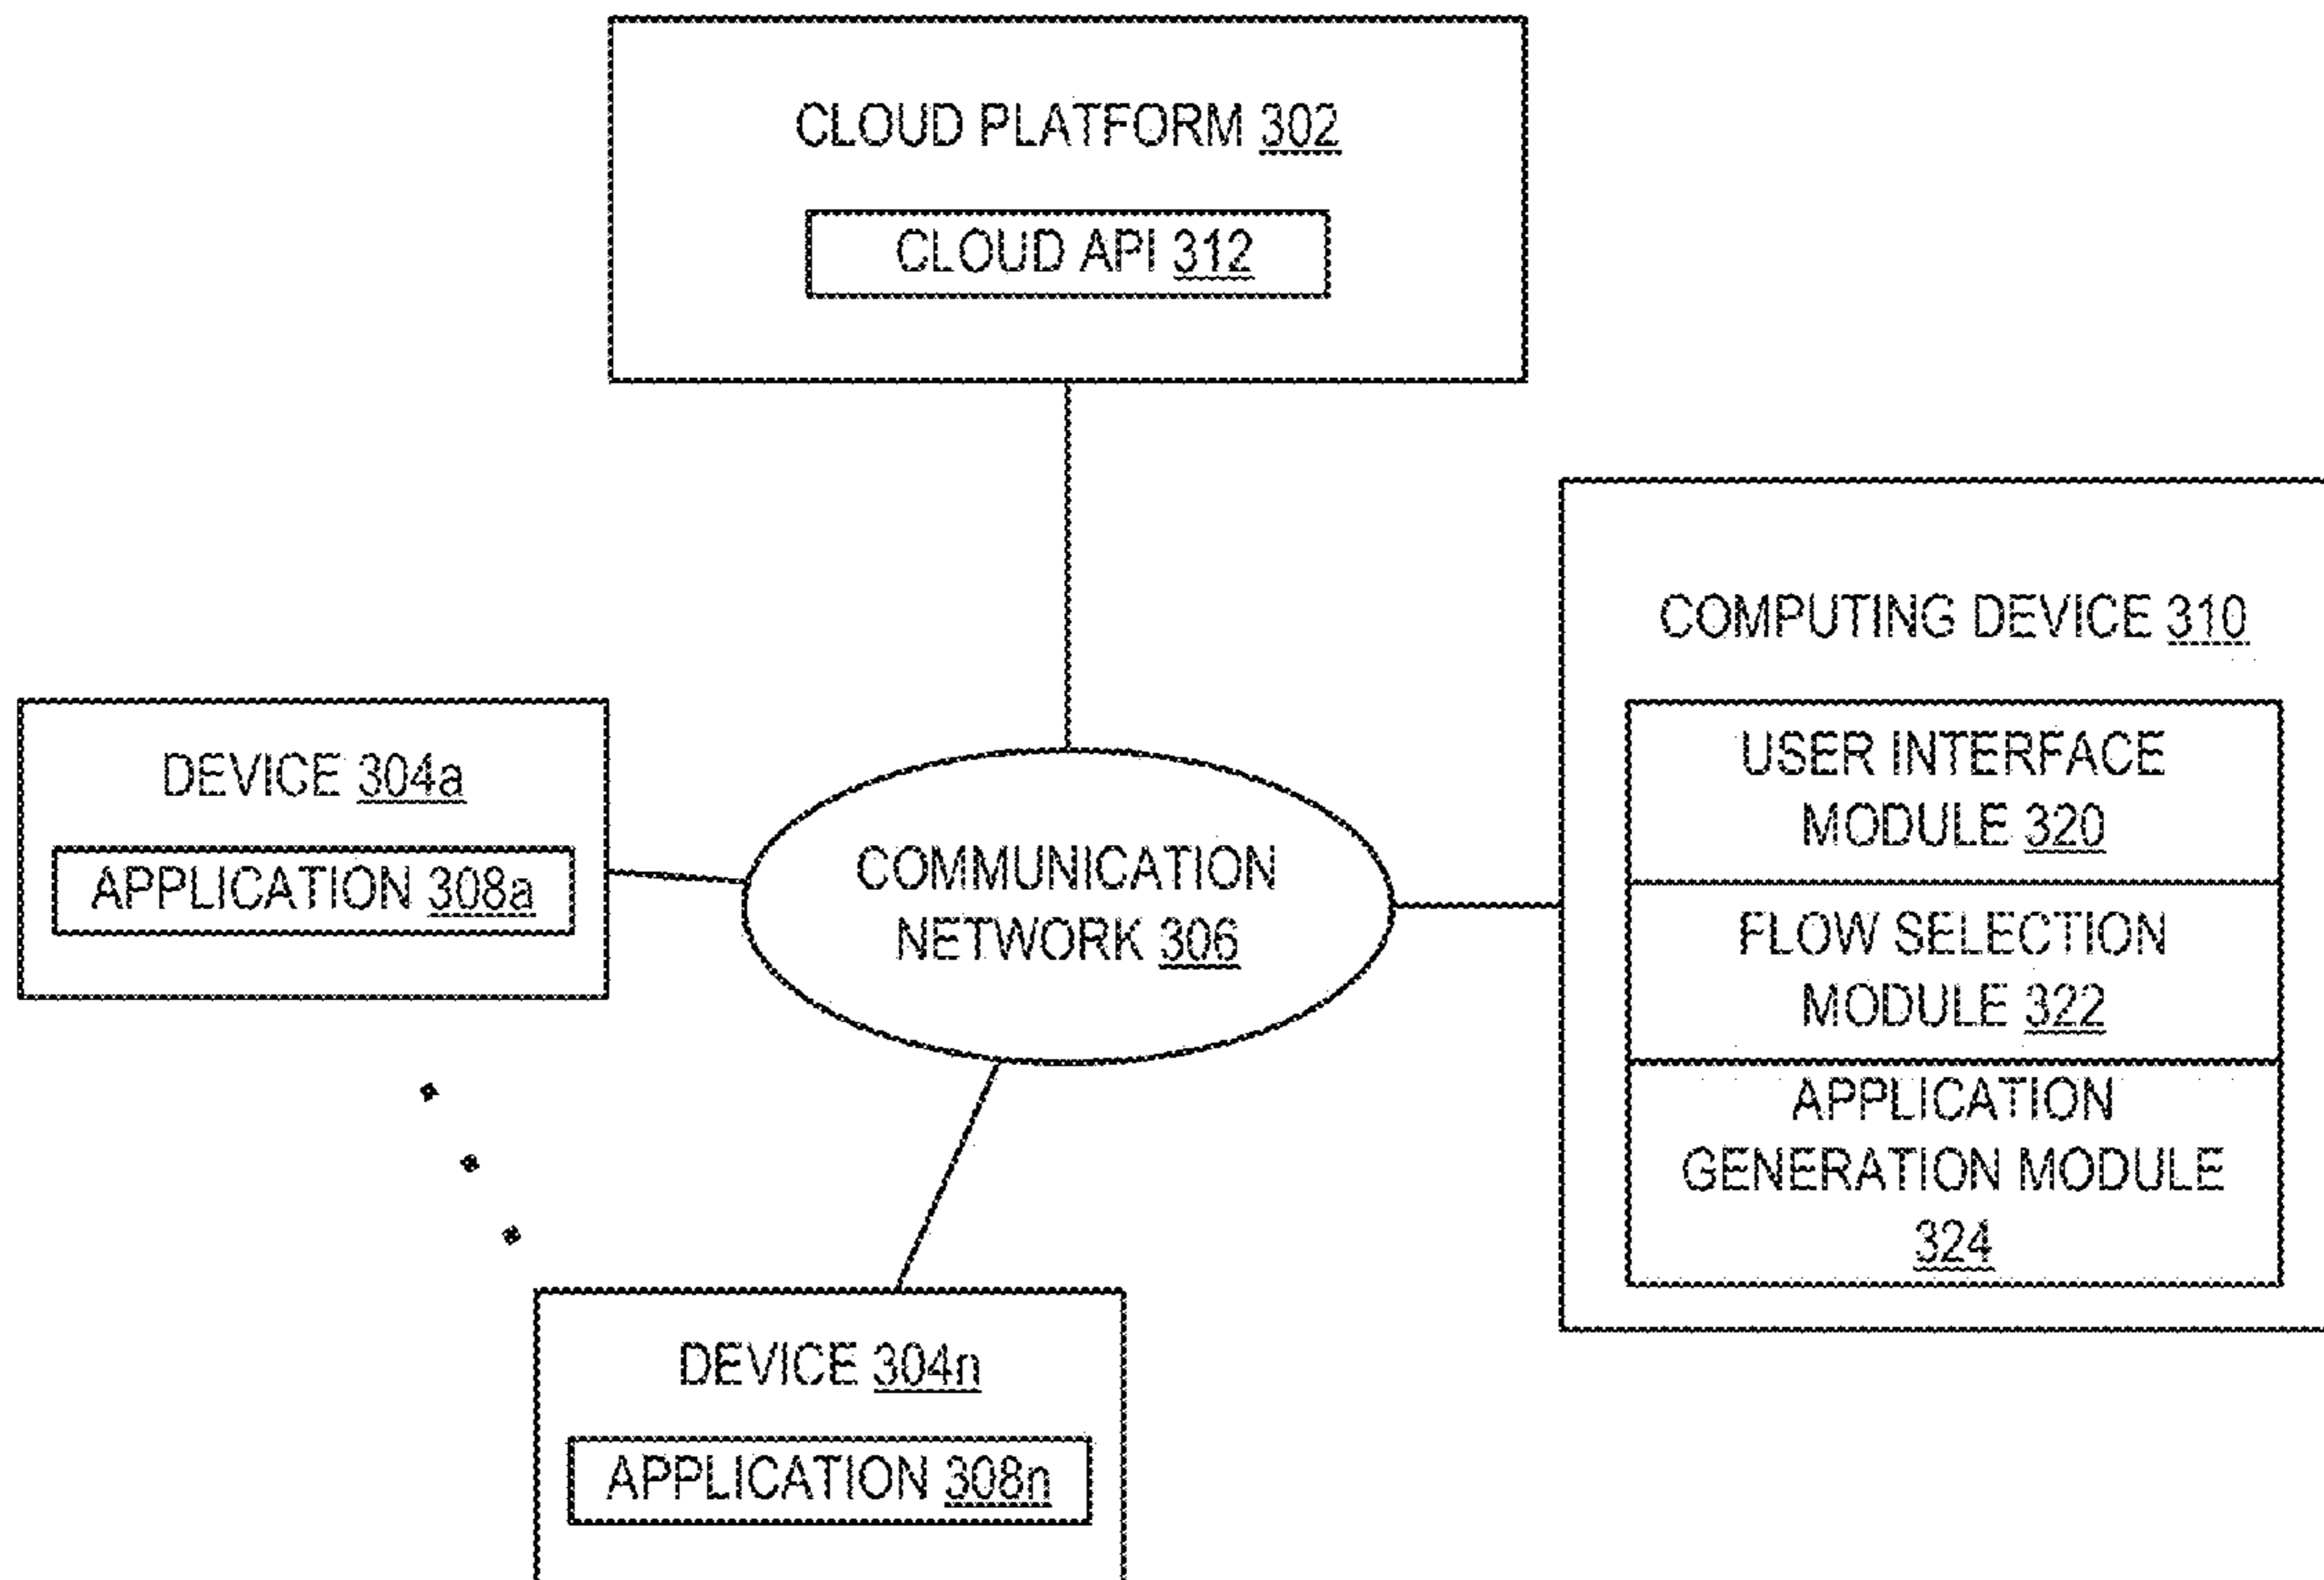 CLOUD PLATFORM 302
CLOUD API 312
COMPUTING DEVICE 310
USER INTERFACE
MODULE 320
FLOW SELECTION
MODULE 322
APPLICATION
GENERATION MODULE
324
DEVICE 304a
APPLICATION 308a
COMMUNICATION
NETWORK 306
DEVICE 304n
APPLICATION 308n